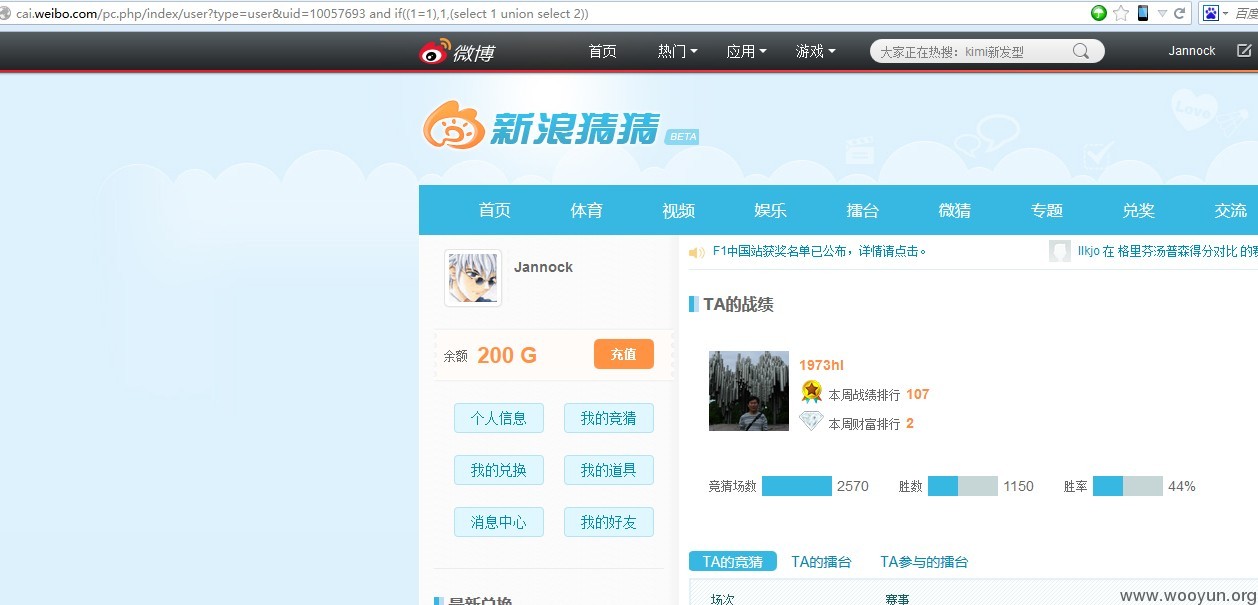 cai.weibo.com/pc.php/index/user?type=user&uid=10057693 and if((1=1),1,(select 1 union select 2))
百度
微博 首页 热门 应用 游戏 大家正在热搜：kimi新发型 Jannock
新浪猜猜 BETA
Love
首页 体育 视频 娱乐 擂台 微猜 专题 兑奖 交流
Jannock
F1中国站获奖名单已公布，详情请点击。 llkjo 在 格里芬汤普森得分对比 的
TA的战绩
余额 200 G 充值
1973hl
本周战绩排行 107
本周财富排行 2
个人信息 我的竞猜
我的兑换 我的道具
竞猜场数 2570 胜数 1150 胜率 44%
消息中心 我的好友
TA的竞猜 TA的擂台 TA参与的擂台
最新兑换
场次 赛事
www.wooyun.org